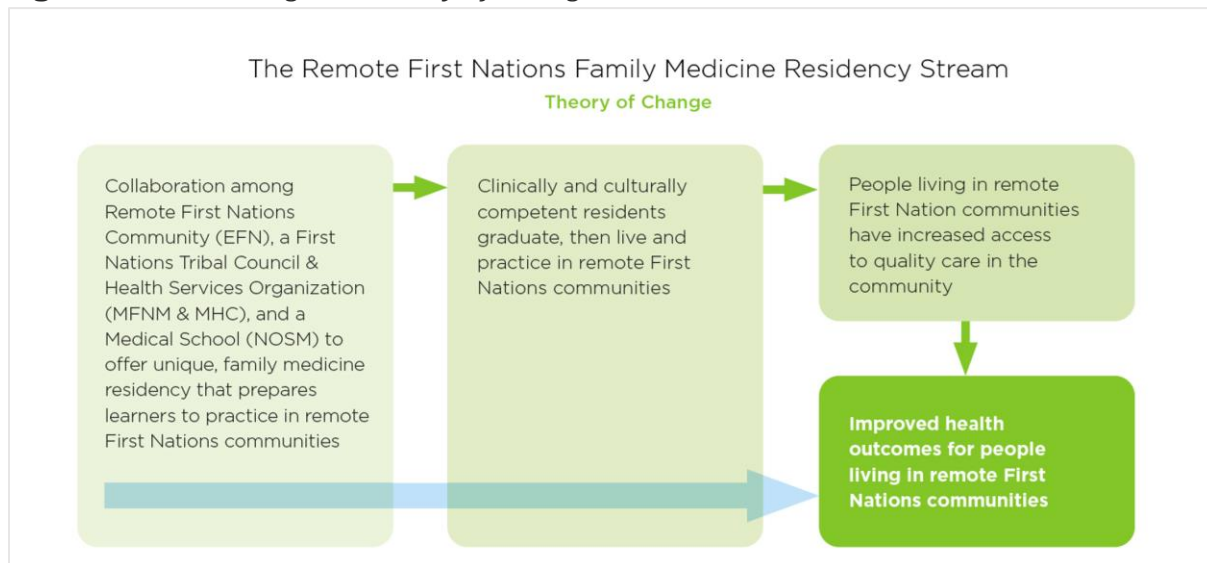 The Remote First Nations Family Medicine Residency Stream
Theory of Change
Collaboration among
Remote First Nations
Community (EFN), a First
Nations Tribal Council &
Health Services Organization
(MFNM & MHC), and a
Medical School (NOSM) to
offer unique, family medicine
residency that prepares
learners to practice in remote
First Nations communities
Clinically and culturally
competent residents
graduate, then live and
practice in remote First
Nations communities
People living in remote
First Nation communities
have increased access
to quality care in the
community
Improved health
outcomes for people
living in remote First
Nations communities